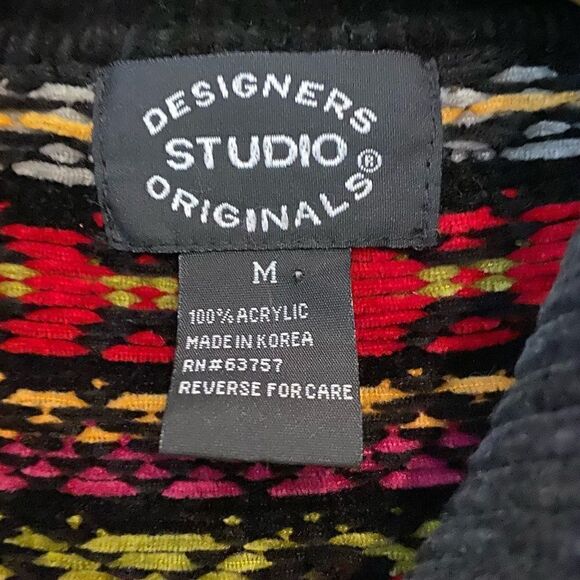 DESIGNERS
STUDIO®
ORIGINALS
M
100% ACRYLIC
MADE IN KOREA
RN#63757
REVERSE FOR CARE